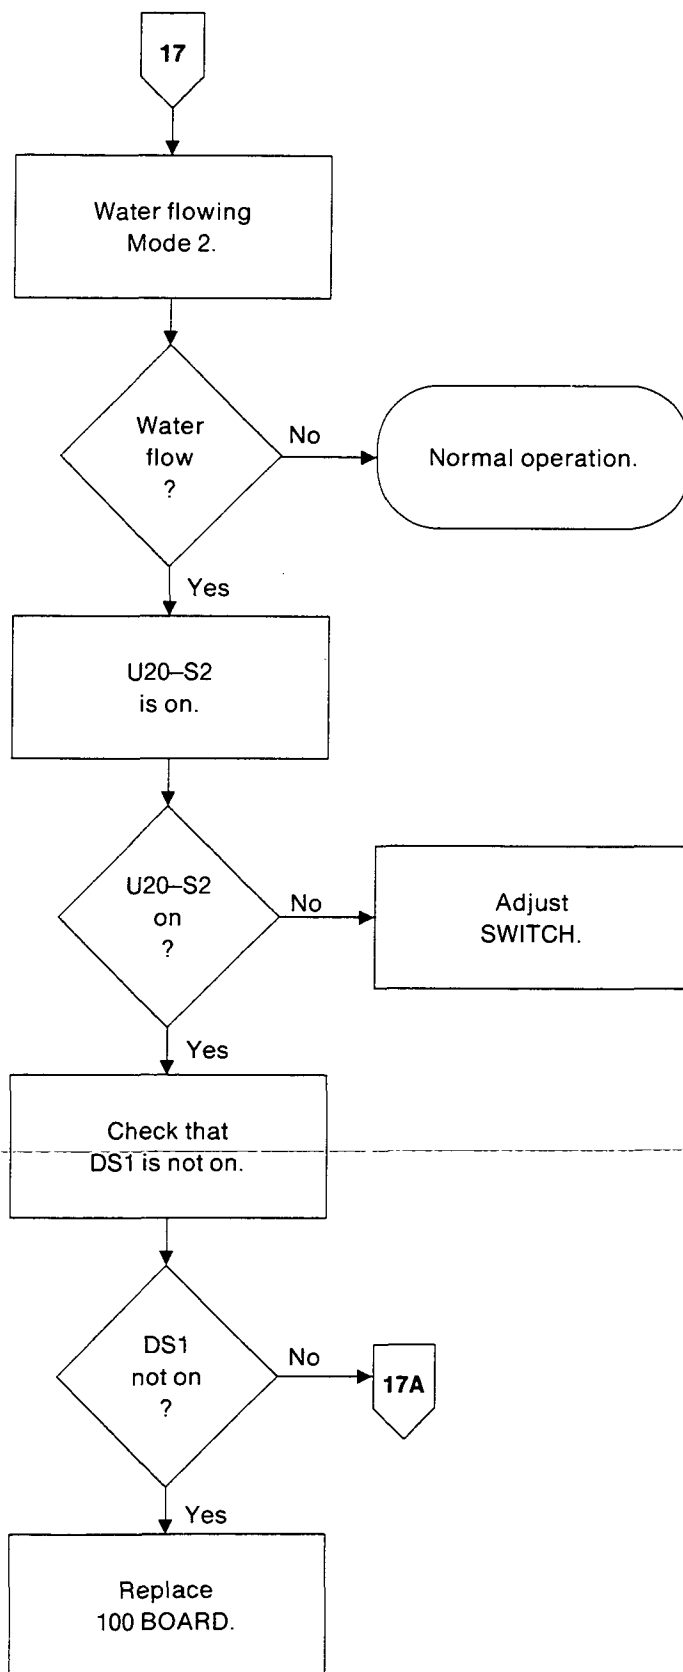 17
Water flowing
Mode 2.
Water
flow
?
No
Normal operation.
Yes
U20–S2
is on.
U20–S2
on
?
No
Adjust
SWITCH.
Yes
Check that
DS1 is not on.
DS1
not on
?
No
17A
Yes
Replace
100 BOARD.